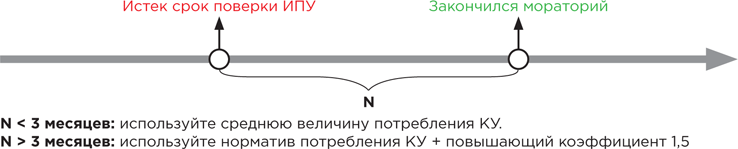 Истек срок поверки ИПУ
Закончился мораторий
N
N < 3 месяцев: используйте среднюю величину потребления КУ.
N > 3 месяцев: используйте норматив потребления КУ + повышающий коэффициент 1,5